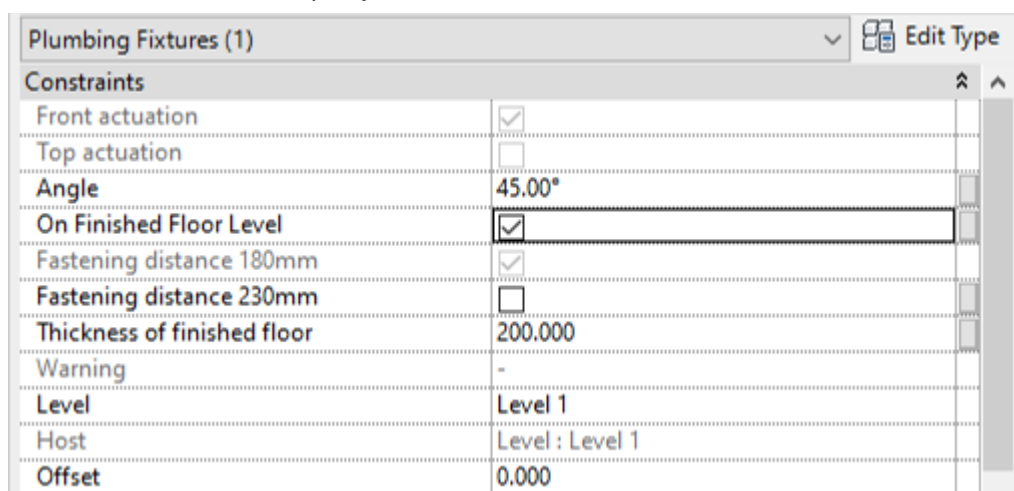 Plumbing Fixtures (1) Edit Type
Constraints
Front actuation
Top actuation
Angle 45.00°
On Finished Floor Level
Fastening distance 180mm
Fastening distance 230mm
Thickness of finished floor 200.000
Warning -
Level Level 1
Host Level : Level 1
Offset 0.000